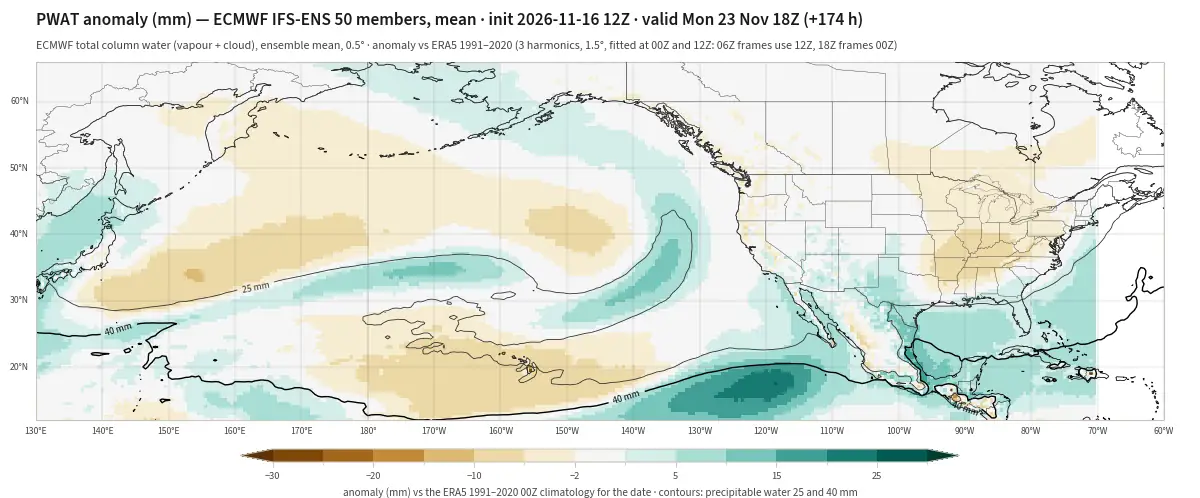 PWAT anomaly (mm) — ECMWF IFS-ENS 50 members, mean · init 2026-11-16 12Z · valid Mon 23 Nov 18Z (+174 h)
ECMWF total column water (vapour + cloud), ensemble mean, 0.5° · anomaly vs ERA5 1991–2020 (3 harmonics, 1.5°, fitted at 00Z and 12Z: 06Z frames use 12Z, 18Z frames 00Z)
60°N
50°N
40°N
30°N
20°N
25 mm
40 mm
40 mm
40 mm
130°E 140°E 150°E 160°E 170°E 180° 170°W 160°W 150°W 140°W 130°W 120°W 110°W 100°W 90°W 80°W 70°W 60°W
−30 −20 −10 −2 5 15 25
anomaly (mm) vs the ERA5 1991–2020 00Z climatology for the date · contours: precipitable water 25 and 40 mm